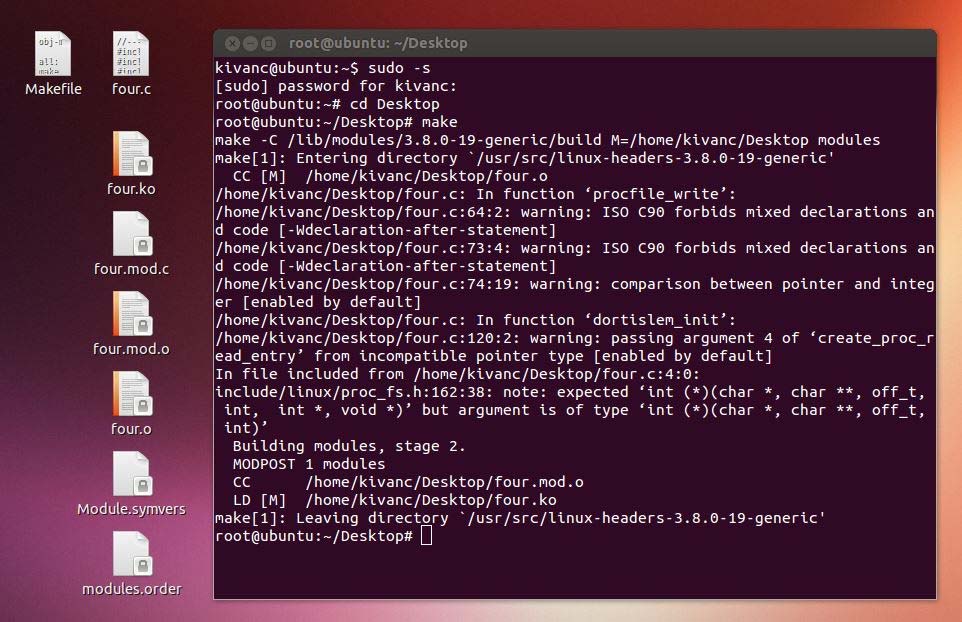 obj-m
all:
make
Makefile
//---
#incl
#incl
#incl
four.c
four.ko
four.mod.c
four.mod.o
four.o
Module.symvers
modules.order
root@ubuntu: ~/Desktop
kivanc@ubuntu:~$ sudo -s
[sudo] password for kivanc:
root@ubuntu:~# cd Desktop
root@ubuntu:~/Desktop# make
make -C /lib/modules/3.8.0-19-generic/build M=/home/kivanc/Desktop modules
make[1]: Entering directory `/usr/src/linux-headers-3.8.0-19-generic'
  CC [M]  /home/kivanc/Desktop/four.o
/home/kivanc/Desktop/four.c: In function ‘procfile_write’:
/home/kivanc/Desktop/four.c:64:2: warning: ISO C90 forbids mixed declarations an
d code [-Wdeclaration-after-statement]
/home/kivanc/Desktop/four.c:73:4: warning: ISO C90 forbids mixed declarations an
d code [-Wdeclaration-after-statement]
/home/kivanc/Desktop/four.c:74:19: warning: comparison between pointer and integ
er [enabled by default]
/home/kivanc/Desktop/four.c: In function ‘dortislem_init’:
/home/kivanc/Desktop/four.c:120:2: warning: passing argument 4 of ‘create_proc_r
ead_entry’ from incompatible pointer type [enabled by default]
In file included from /home/kivanc/Desktop/four.c:4:0:
include/linux/proc_fs.h:162:38: note: expected ‘int (*)(char *, char **, off_t,
 int,  int *, void *)’ but argument is of type ‘int (*)(char *, char **, off_t,
 int)’
  Building modules, stage 2.
  MODPOST 1 modules
  CC      /home/kivanc/Desktop/four.mod.o
  LD [M]  /home/kivanc/Desktop/four.ko
make[1]: Leaving directory `/usr/src/linux-headers-3.8.0-19-generic'
root@ubuntu:~/Desktop#